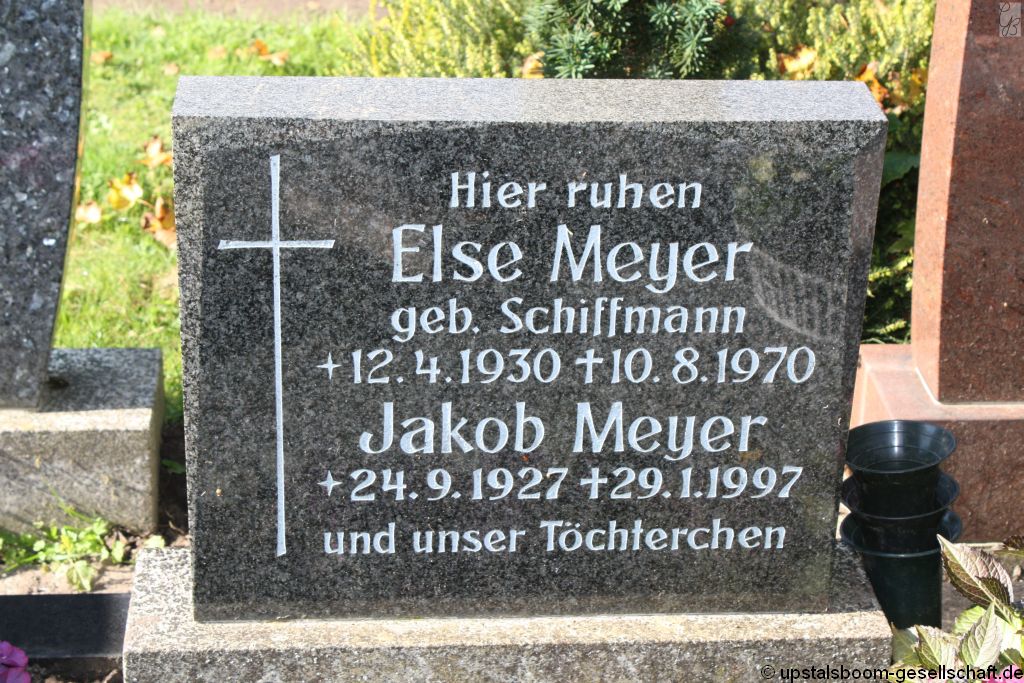 Hier ruhen
Else Meyer
geb. Schiffmann
+12.4.1930 †10.8.1970
Jakob Meyer
+24.9.1927 †29.1.1997
und unser Töchterchen
© upstalsboom-gesellschaft.de